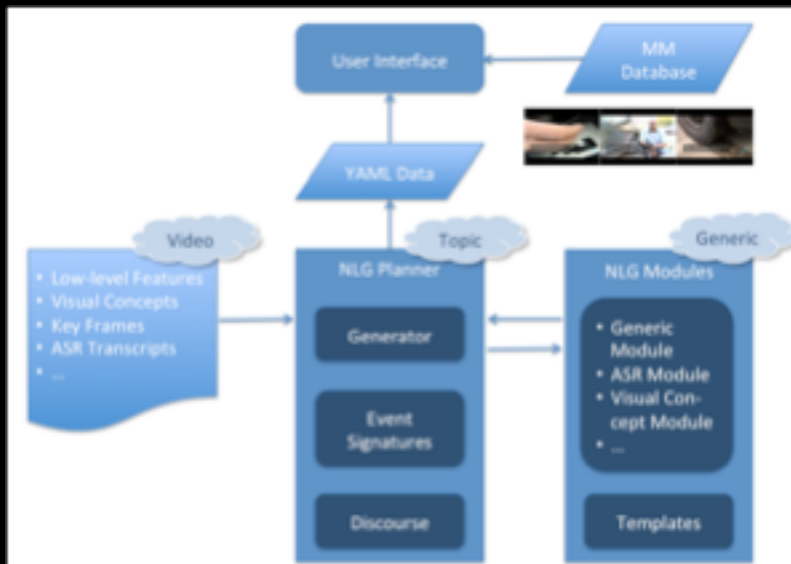 User Interface
MM
Database
YAML Data
Video
• Low-level Features
• Visual Concepts
• Key Frames
• ASR Transcripts
• ...
Topic
NLG Planner
Generator
Event
Signatures
Discourse
Generic
NLG Modules
• Generic
Module
• ASR Module
• Visual Con-
cept Module
• ...
Templates